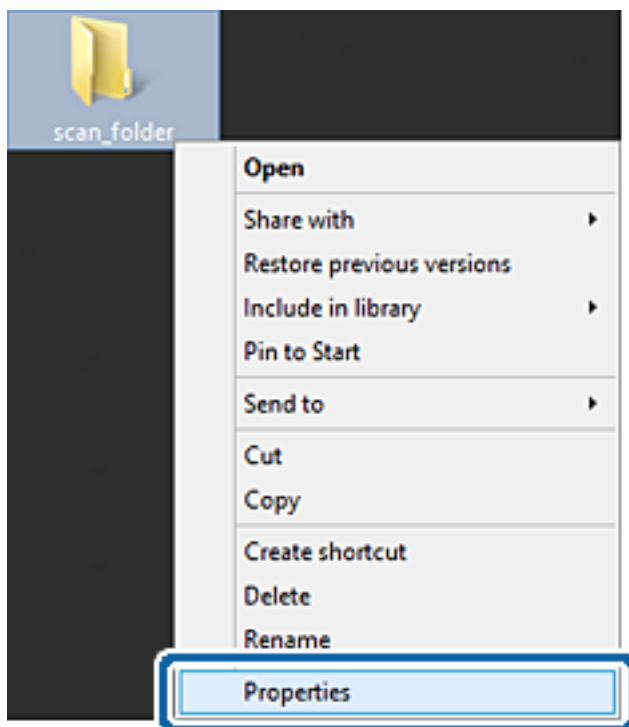 scan_folder
Open
Share with
Restore previous versions
Include in library
Pin to Start
Send to
Cut
Copy
Create shortcut
Delete
Rename
Properties